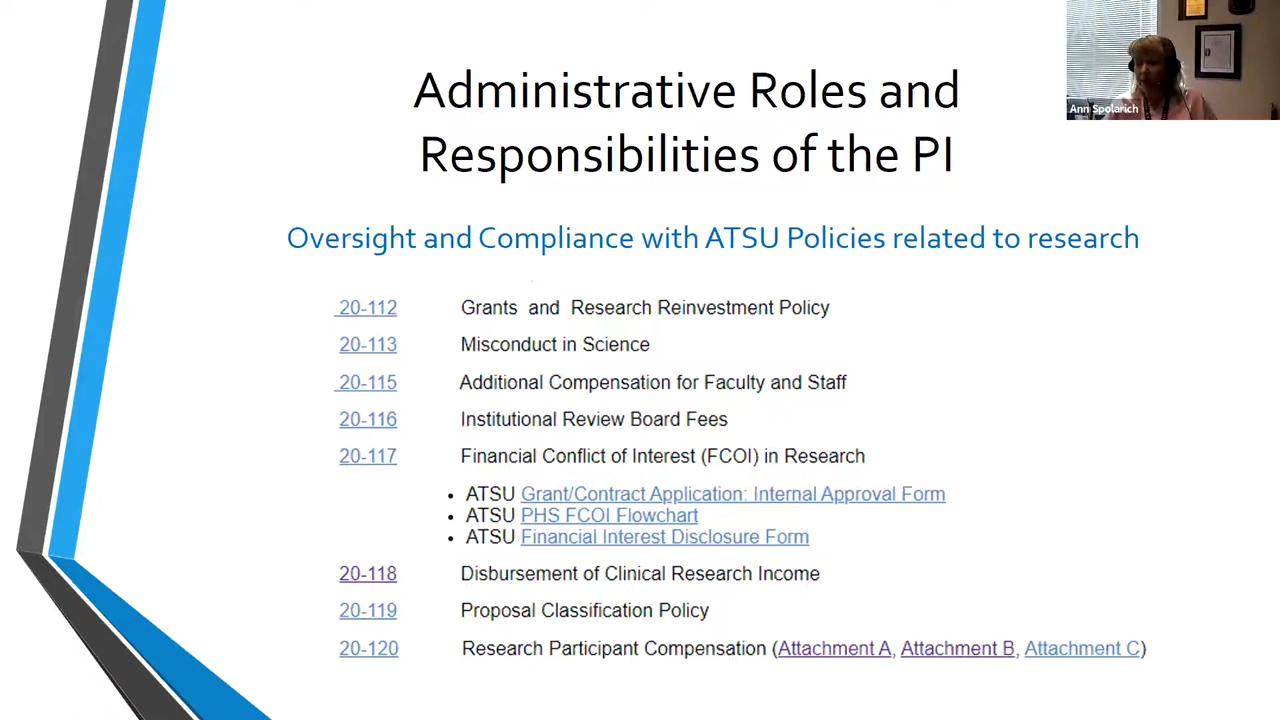 Administrative Roles and
Responsibilities of the PI
Ann Spolarich
Oversight and Compliance with ATSU Policies related to research
20-112 Grants and Research Reinvestment Policy
20-113 Misconduct in Science
20-115 Additional Compensation for Faculty and Staff
20-116 Institutional Review Board Fees
20-117 Financial Conflict of Interest (FCOI) in Research
• ATSU Grant/Contract Application: Internal Approval Form
• ATSU PHS FCOI Flowchart
• ATSU Financial Interest Disclosure Form
20-118 Disbursement of Clinical Research Income
20-119 Proposal Classification Policy
20-120 Research Participant Compensation (Attachment A, Attachment B, Attachment C)